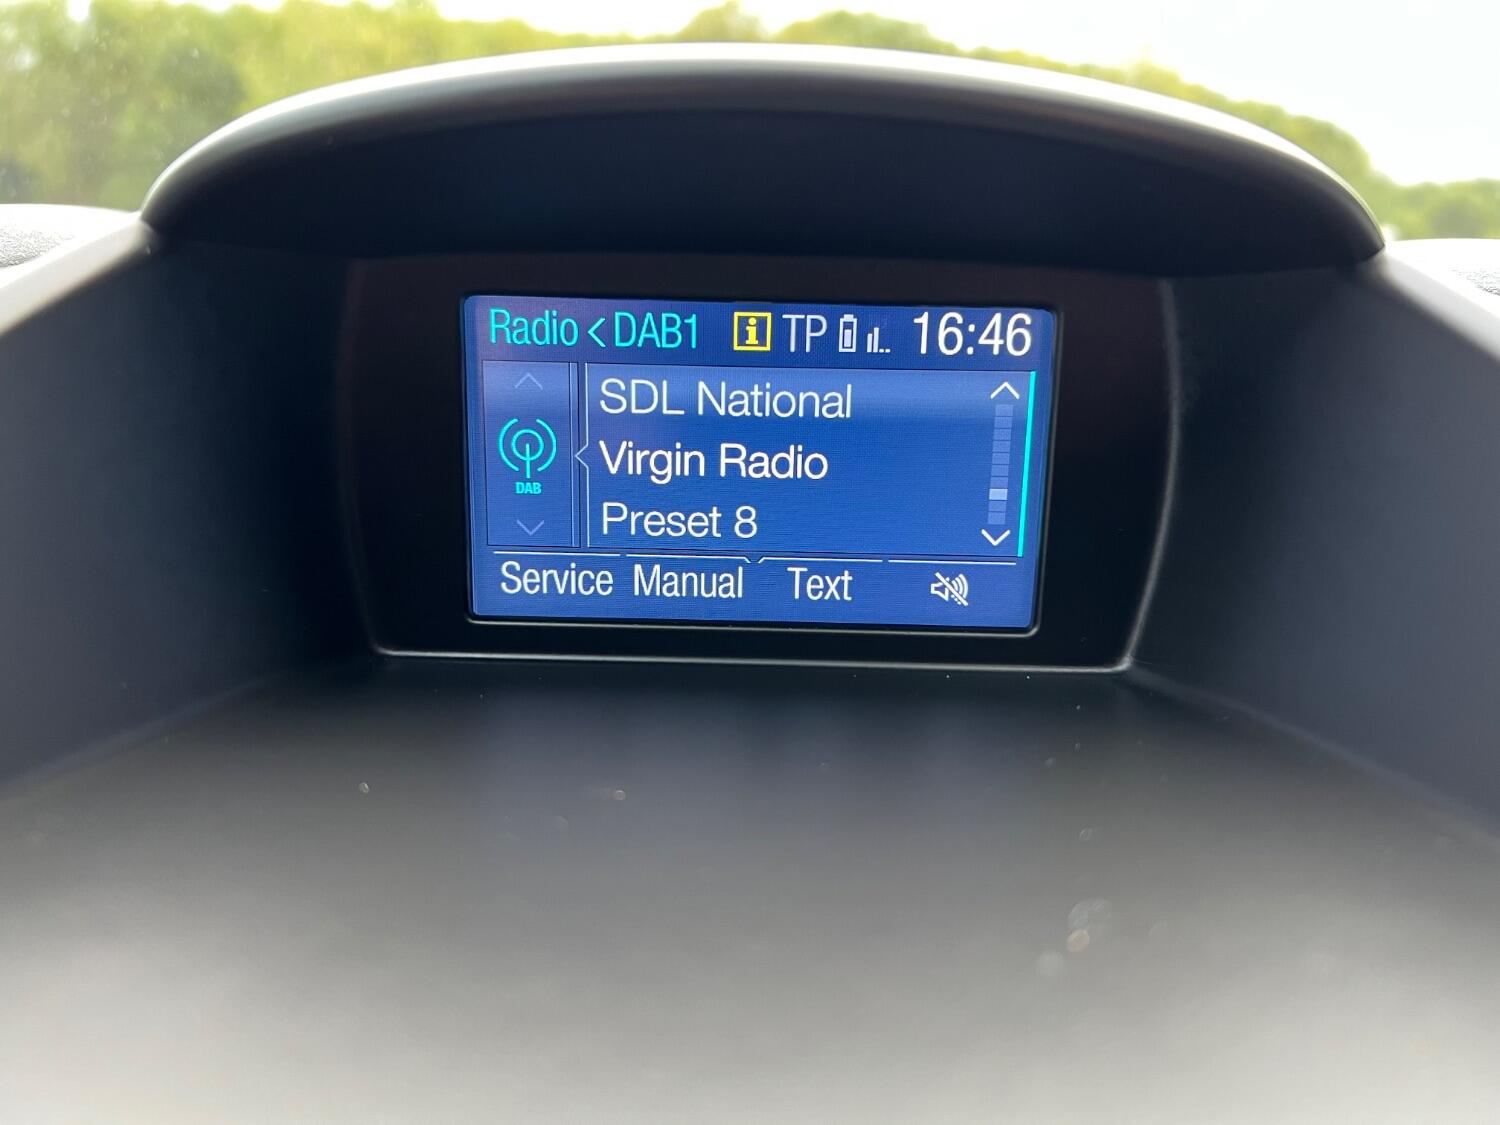 Radio < DAB1 i TP 16:46
SDL National
DAB
Virgin Radio
Preset 8
Service Manual Text